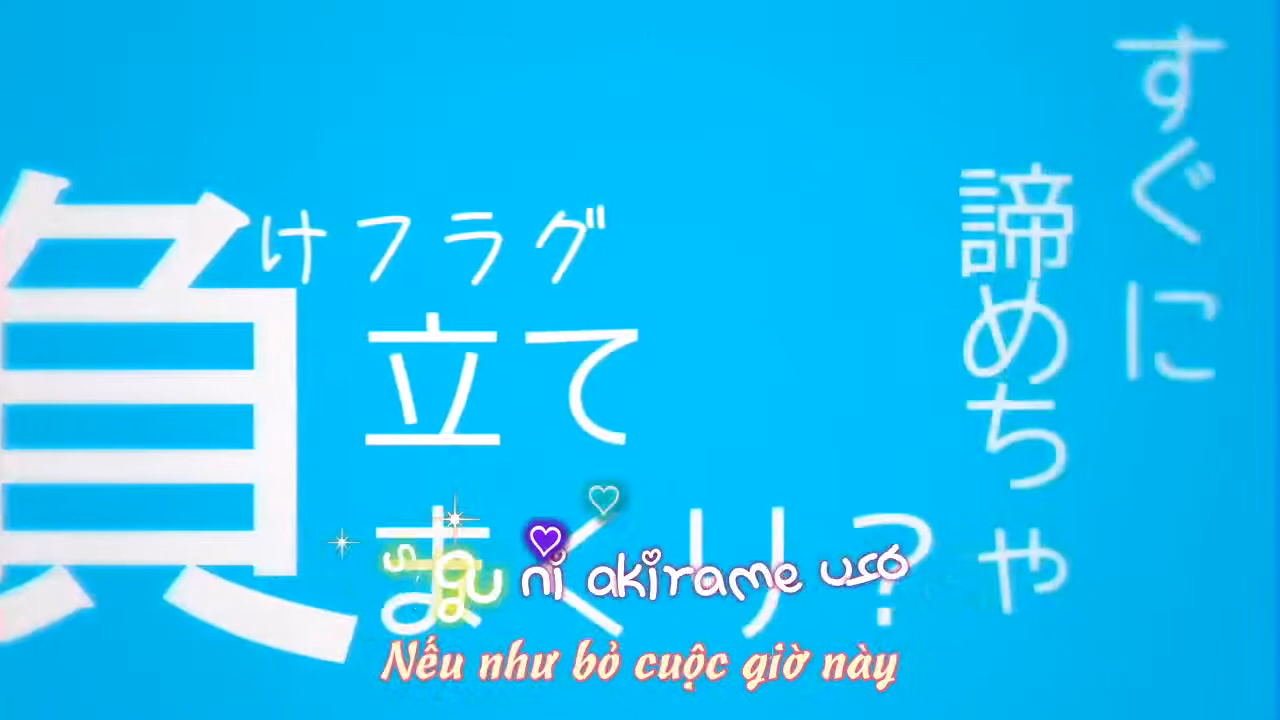 すぐに
諦めちゃ
負けフラグ
立て
まくり?
sugu ni akirame
Nếu như bỏ cuộc giờ này